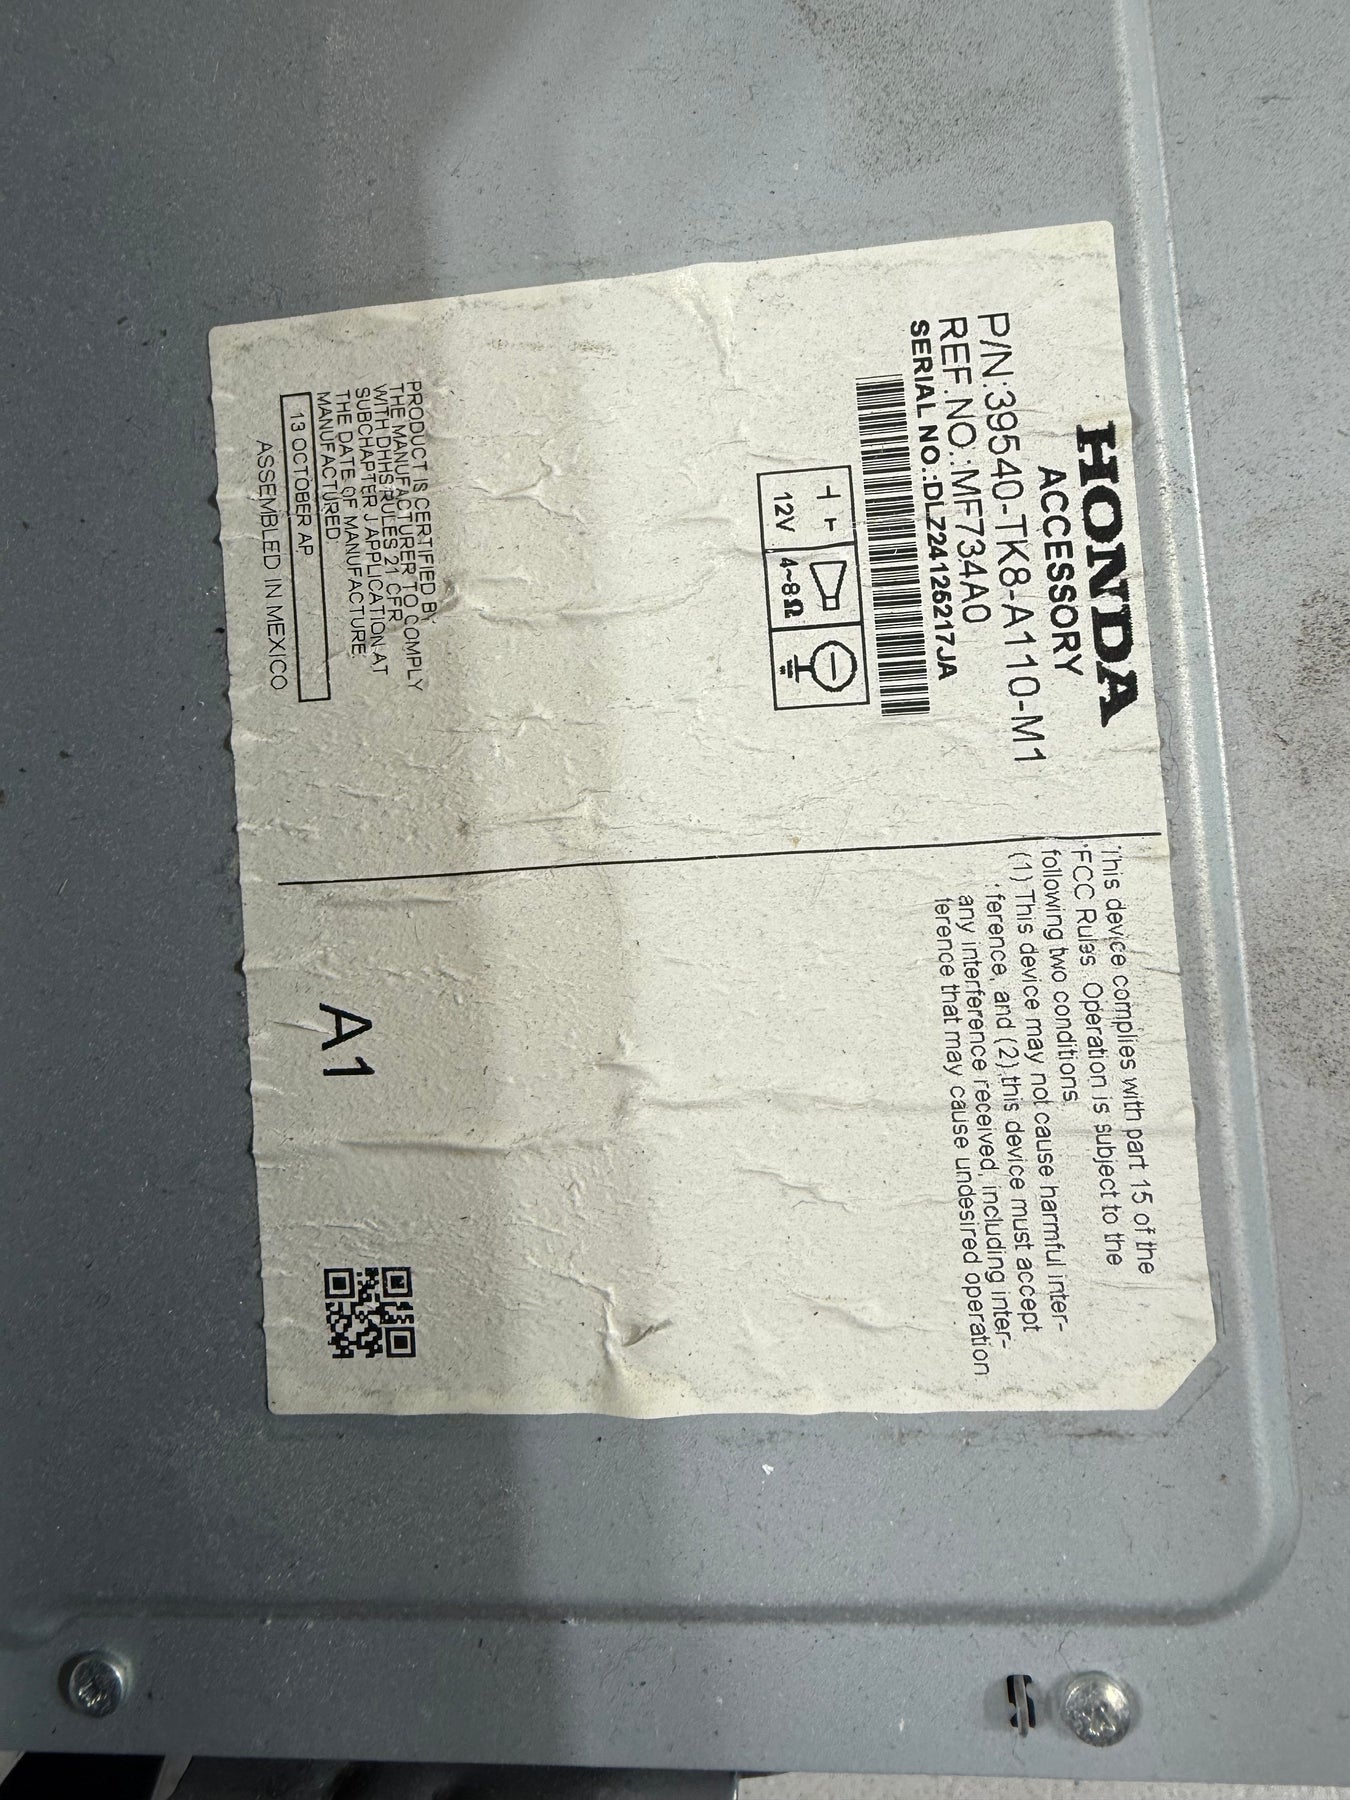 HONDA
ACCESSORY
P/N:39540-TK8-A110-M1
REF.NO.:MF734A0
SERIAL NO.:DLZ24125217JA
12V 4~8Ω
PRODUCT IS CERTIFIED BY
THE MANUFACTURER TO COMPLY
WITH DHHS RULES 21 CFR
SUBCHAPTER J APPLICATION AT
THE DATE OF MANUFACTURE.
MANUFACTURED:
13 OCTOBER AP
ASSEMBLED IN MEXICO
This device complies with part 15 of the
FCC Rules. Operation is subject to the
following two conditions.
(1) This device may not cause harmful inter-
ference, and (2) this device must accept
any interference received, including inter-
ference that may cause undesired operation.
A1